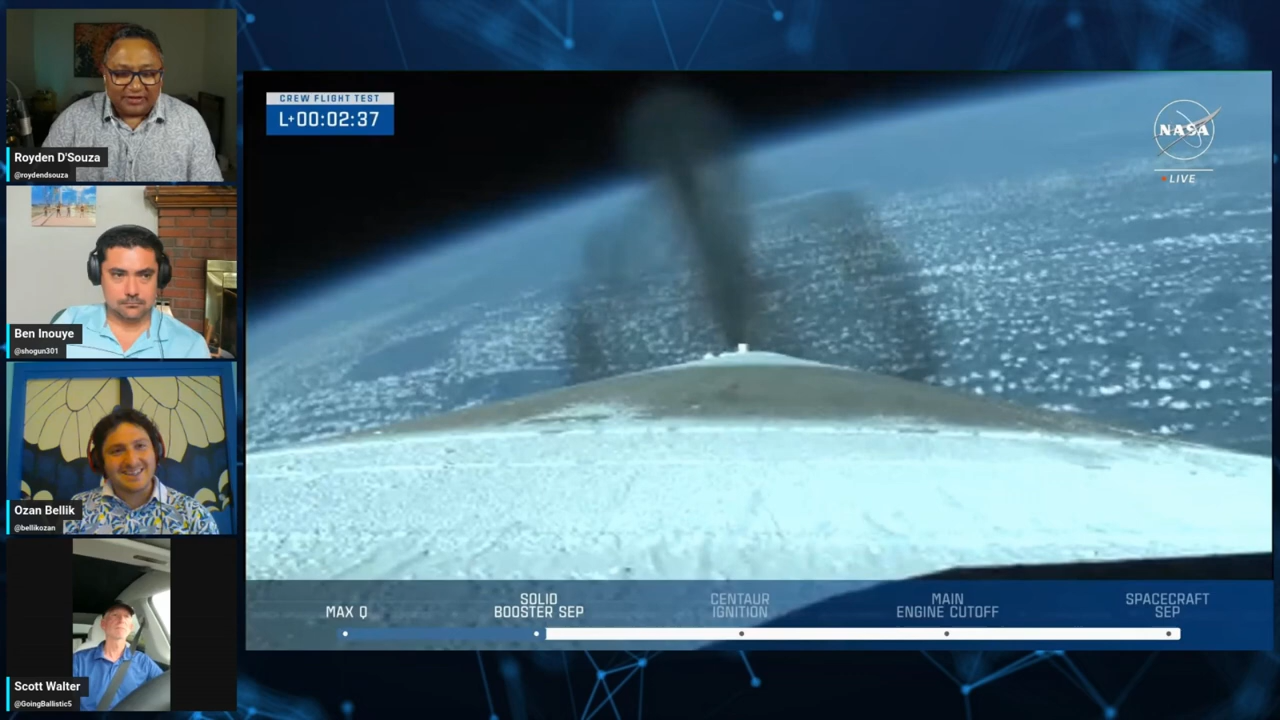 Royden D'Souza
@roydendsouza
Ben Inouye
@shogun301
Ozan Bellik
@bellikozan
Scott Walter
@GoingBallistic5
CREW FLIGHT TEST
L+00:02:37
NASA
LIVE
MAX Q
SOLID
BOOSTER SEP
CENTAUR
IGNITION
MAIN
ENGINE CUTOFF
SPACECRAFT
SEP